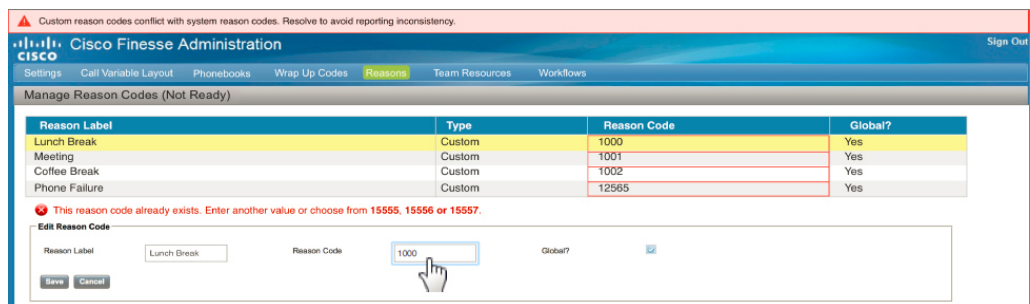 Custom reason codes conflict with system reason codes. Resolve to avoid reporting inconsistency.
CISCO Cisco Finesse Administration Sign Out
Settings Call Variable Layout Phonebooks Wrap Up Codes Reasons Team Resources Workflows
Manage Reason Codes (Not Ready)
Reason Label Type Reason Code Global?
Lunch Break Custom 1000 Yes
Meeting Custom 1001 Yes
Coffee Break Custom 1002 Yes
Phone Failure Custom 12565 Yes
This reason code already exists. Enter another value or choose from 15555, 15556 or 15557.
Edit Reason Code
Reason Label Lunch Break Reason Code 1000 Global?
Save Cancel